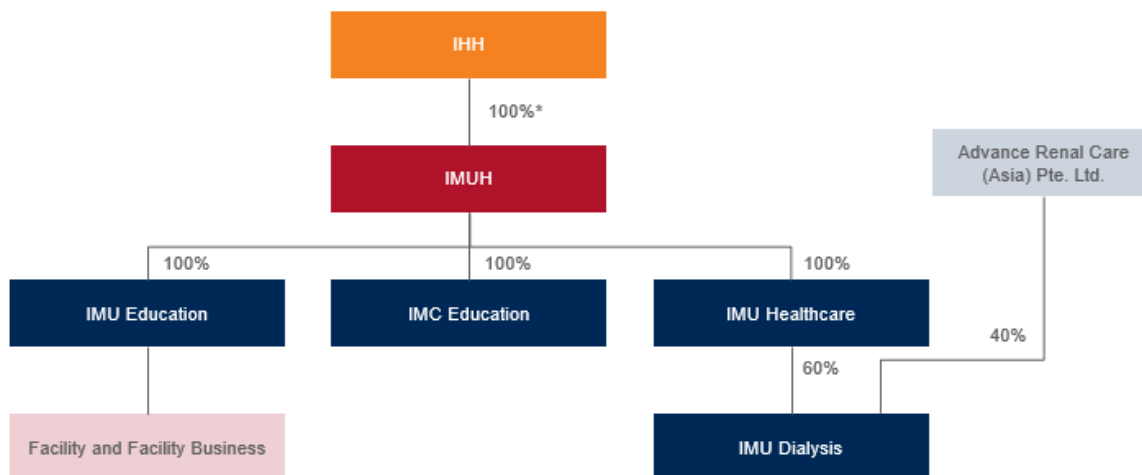 IHH
100%*
IMUH
Advance Renal Care
(Asia) Pte. Ltd.
100%
100%
100%
IMU Education
IMC Education
IMU Healthcare
40%
60%
Facility and Facility Business
IMU Dialysis